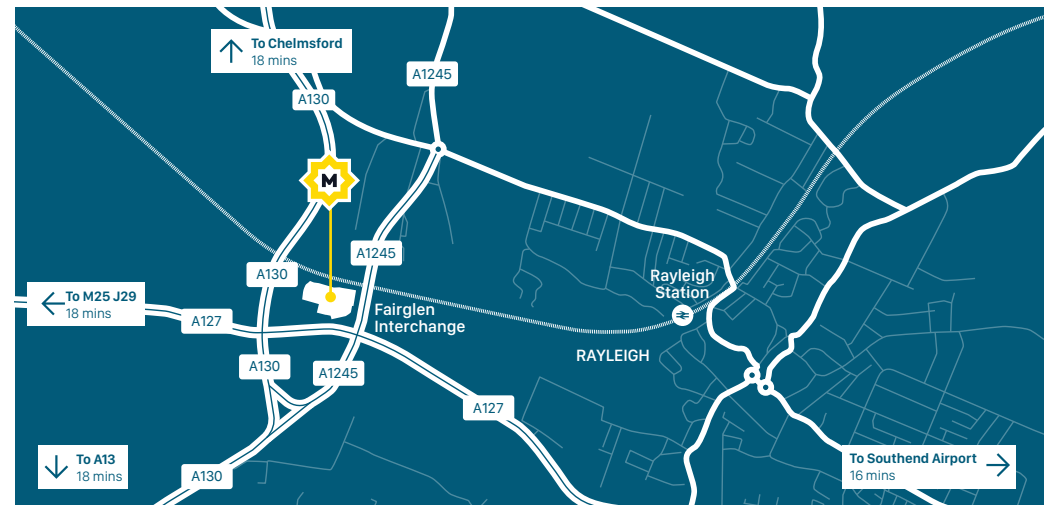 To Chelmsford
18 mins
A1245
A130
M
A1245
A130
Rayleigh
Station
To M25 J29
18 mins
A127
Fairglen
Interchange
RAYLEIGH
A130
A1245
A127
To A13
18 mins
A130
To Southend Airport
16 mins